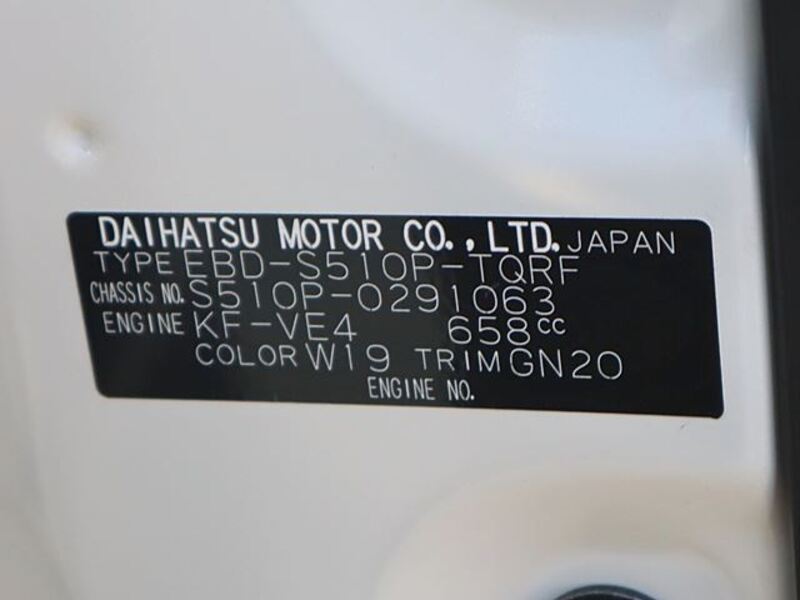 DAIHATSU MOTOR CO., LTD. JAPAN
TYPE EBD-S510P-TQRF
CHASSIS NO. S510P-0291063
ENGINE KF-VE4 658cc
COLOR W19 TRIM GN20
ENGINE NO.